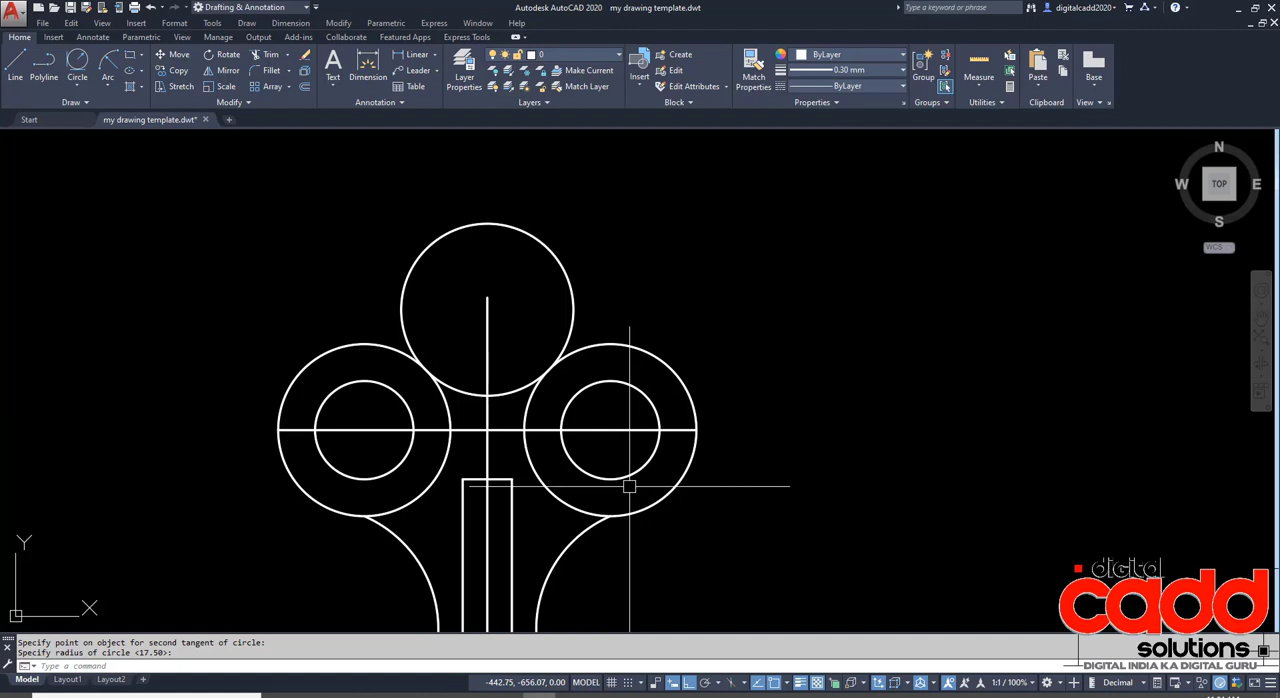 Autodesk AutoCAD 2020 my drawing template.dwt
Type a keyword or phrase
digitalcadd2020
Drafting & Annotation
File Edit View Insert Format Tools Draw Dimension Modify Parametric Express Window Help
Home Insert Annotate Parametric View Manage Output Add-ins Collaborate Featured Apps Express Tools
Line Polyline Circle Arc
Move Rotate Trim
Copy Mirror Fillet
Stretch Scale Array
Text Dimension
Linear
Leader
Table
Layer Properties
0
Make Current
Match Layer
Insert
Create
Edit
Edit Attributes
Match Properties
ByLayer
0.30 mm
ByLayer
Group
Measure
Paste
Base
Draw Modify Annotation Layers Block Properties Groups Utilities Clipboard View
Start my drawing template.dwt*
N
W TOP E
S
WCS
Y
X
digital
cadd
solutions
DIGITAL INDIA KA DIGITAL GURU
Specify point on object for second tangent of circle:
Specify radius of circle <17.50>:
Type a command
Model Layout1 Layout2
-442.75, -656.07, 0.00 MODEL 1:1 / 100% Decimal